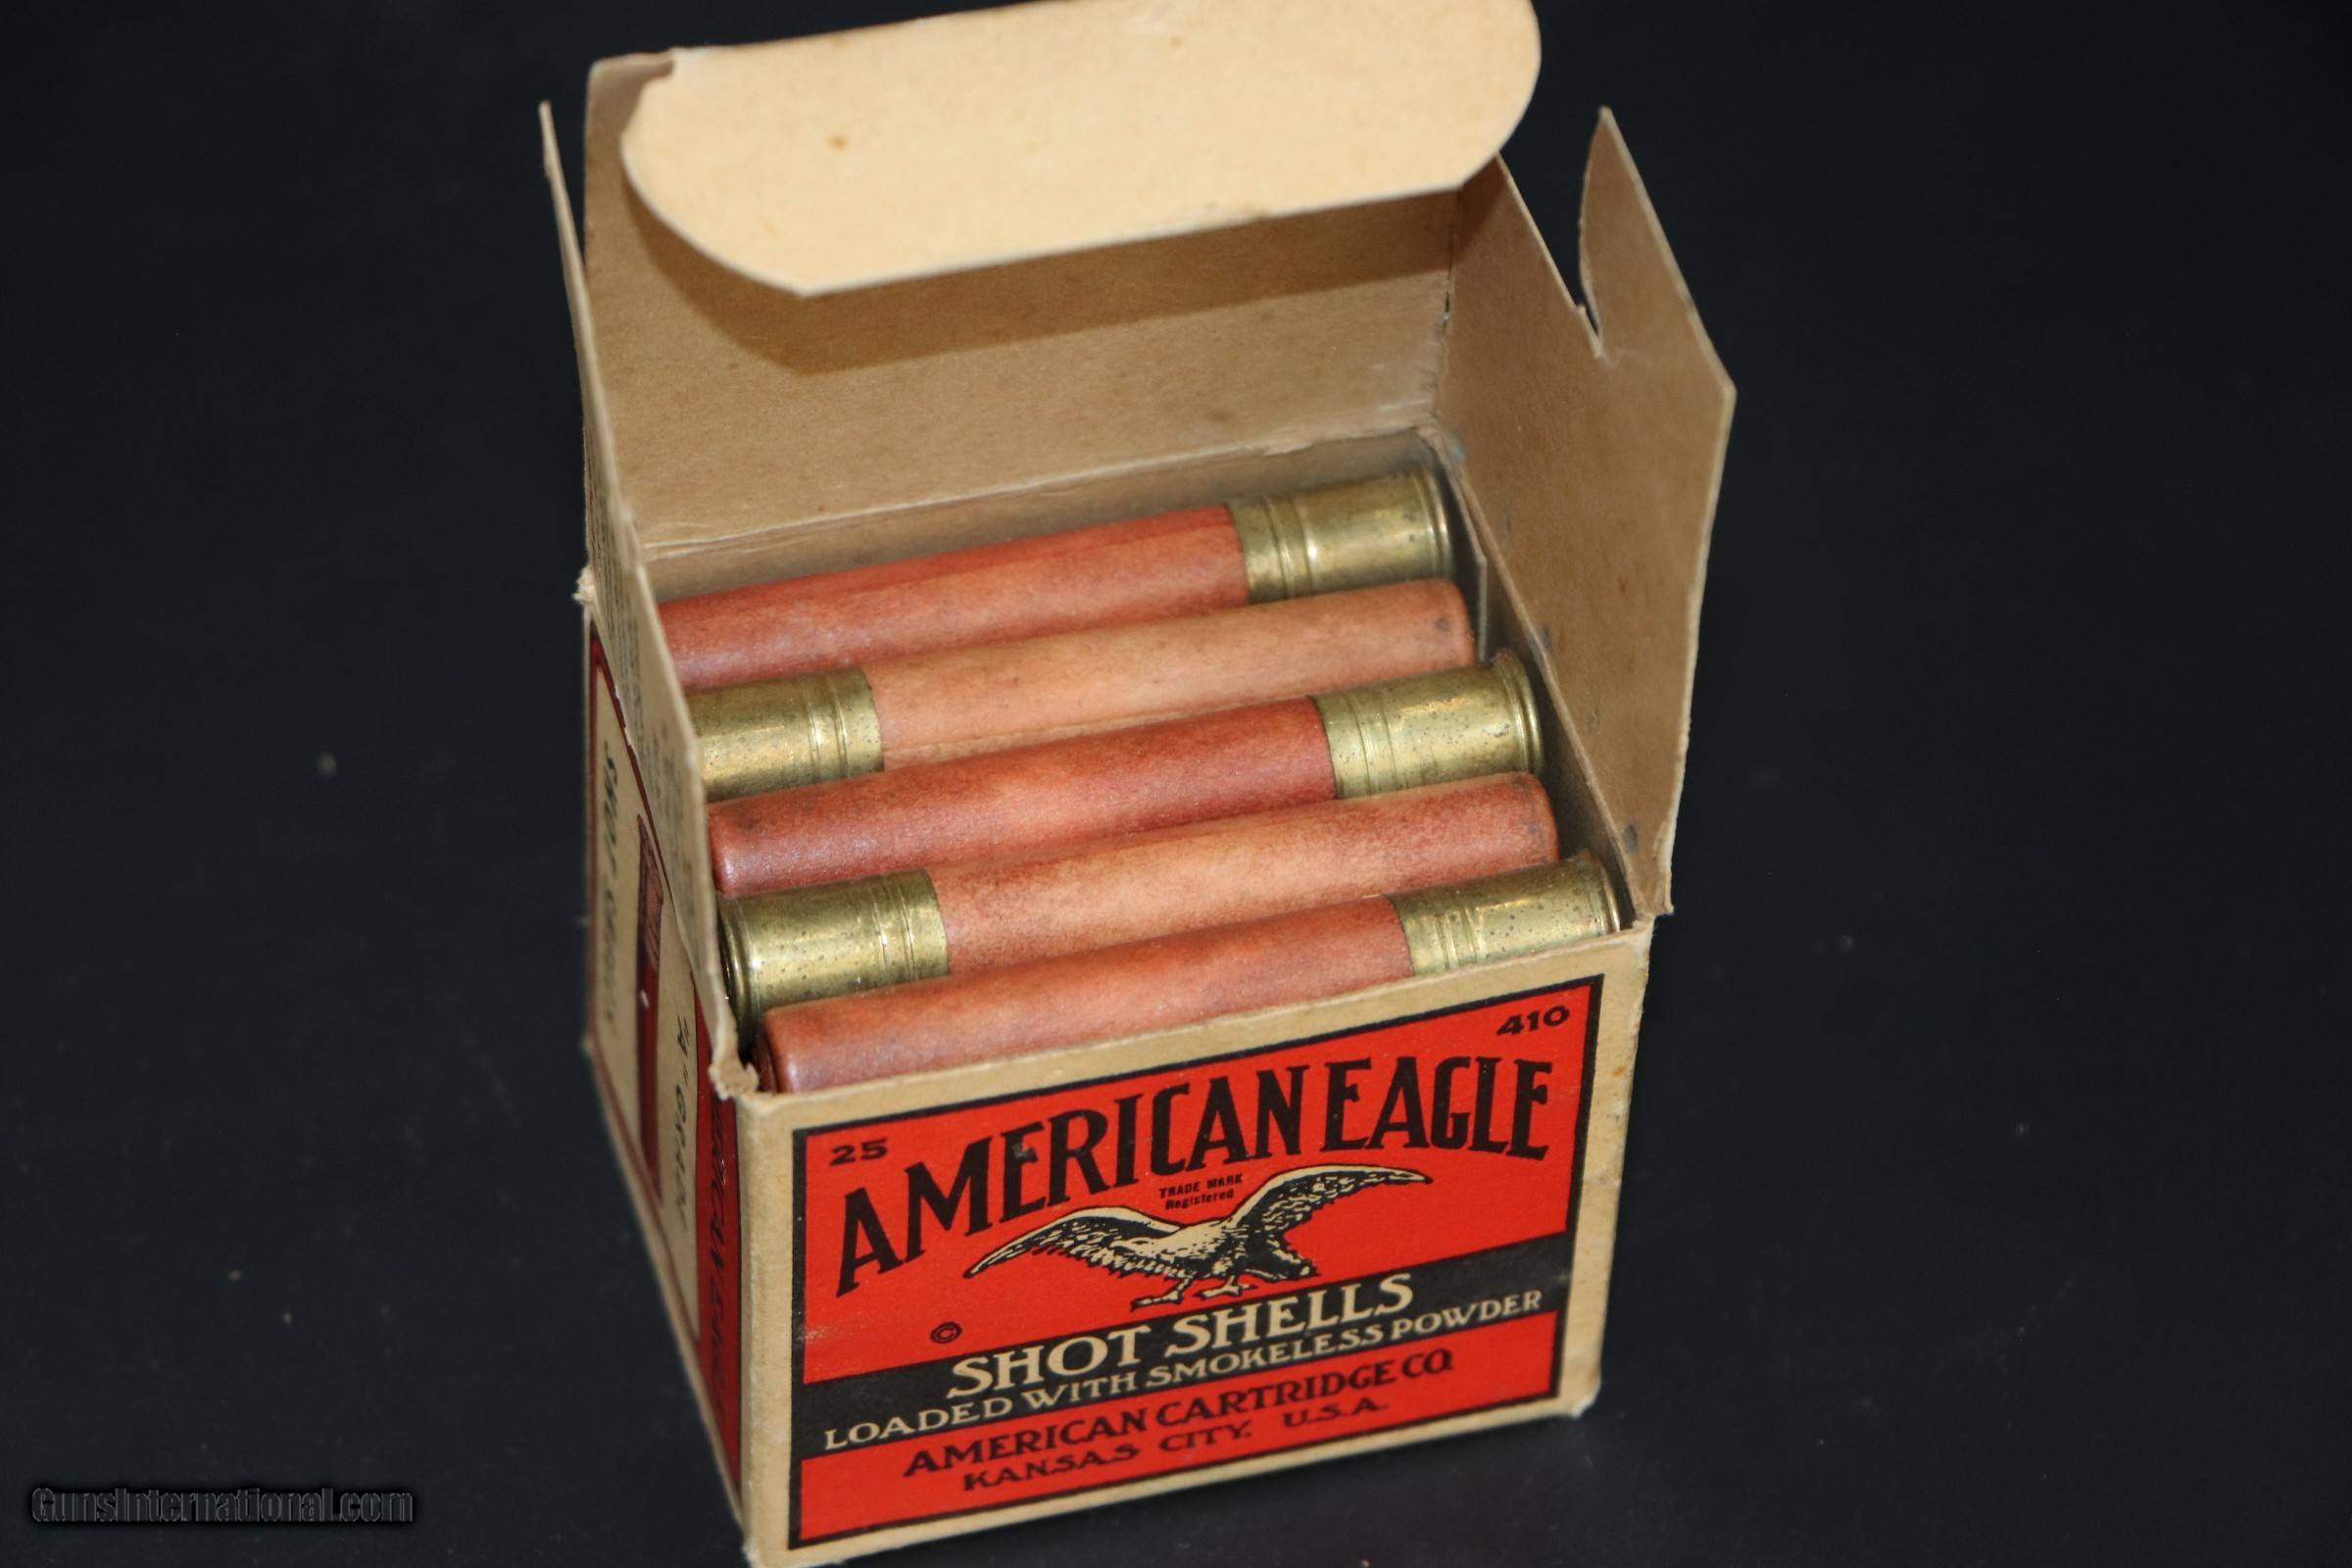 410
25
AMERICAN EAGLE
TRADE MARK
Registered
©
SHOT SHELLS
LOADED WITH SMOKELESS POWDER
AMERICAN CARTRIDGE CO.
KANSAS CITY. U.S.A.
GunsInternational.com